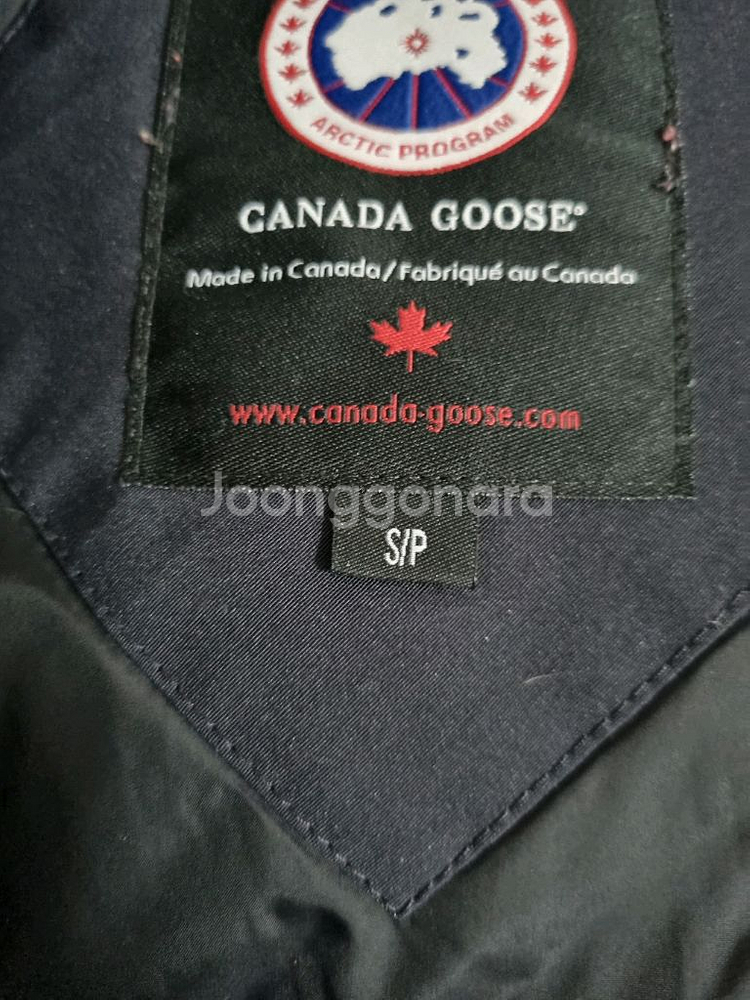 ARCTIC PROGRAM
CANADA GOOSE®
Made in Canada/Fabriqué au Canada
www.canada-goose.com
Joonggonara
S/P